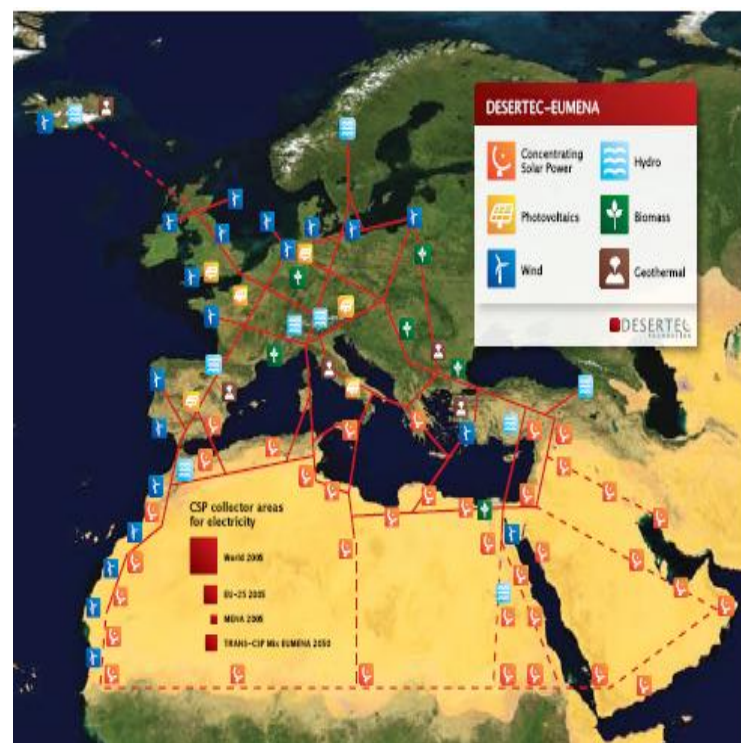 DESERTEC-EUMENA
Concentrating
Solar Power
Hydro
Photovoltaics
Biomass
Wind
Geothermal
DESERTEC
FOUNDATION
CSP collector areas
for electricity
World 2005
EU-25 2005
MENA 2005
TRANS-CSP Mix EUMENA 2050